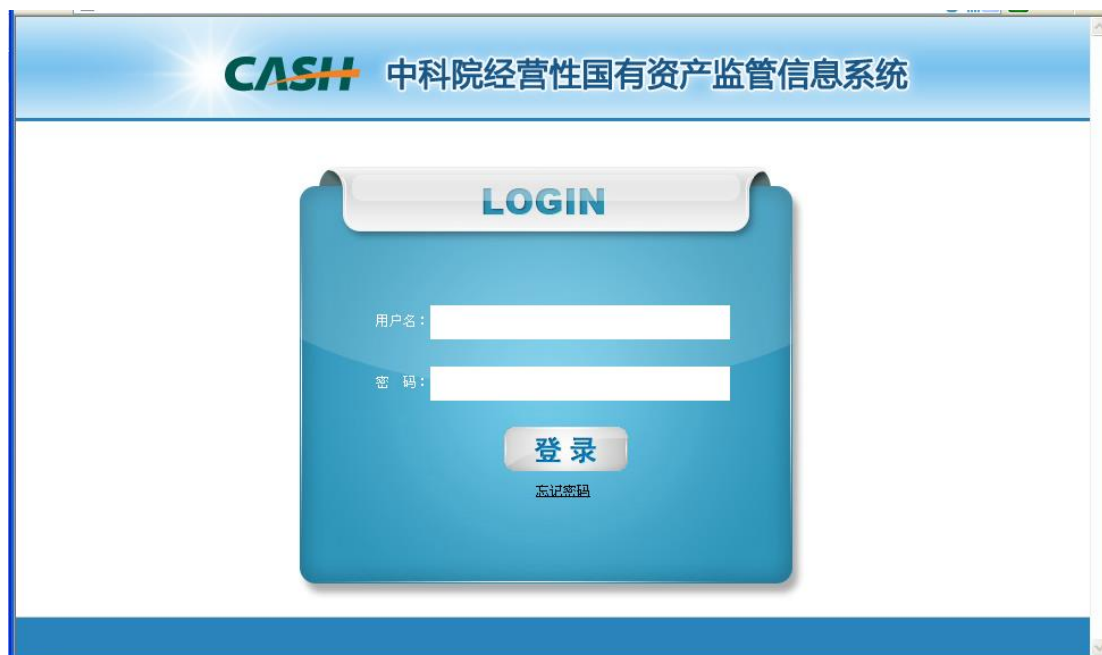 CASH 中科院经营性国有资产监管信息系统
LOGIN
用户名：
密 码：
登 录
忘记密码